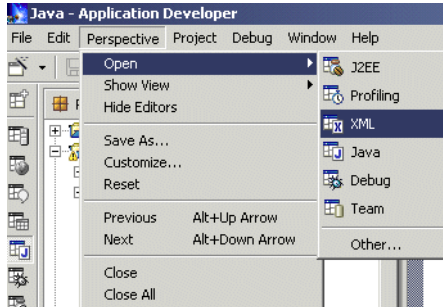 Java - Application Developer
File Edit Perspective Project Debug Window Help
Open
Show View
Hide Editors
Save As...
Customize...
Reset
Previous Alt+Up Arrow
Next Alt+Down Arrow
Close
Close All
J2EE
Profiling
XML
Java
Debug
Team
Other...